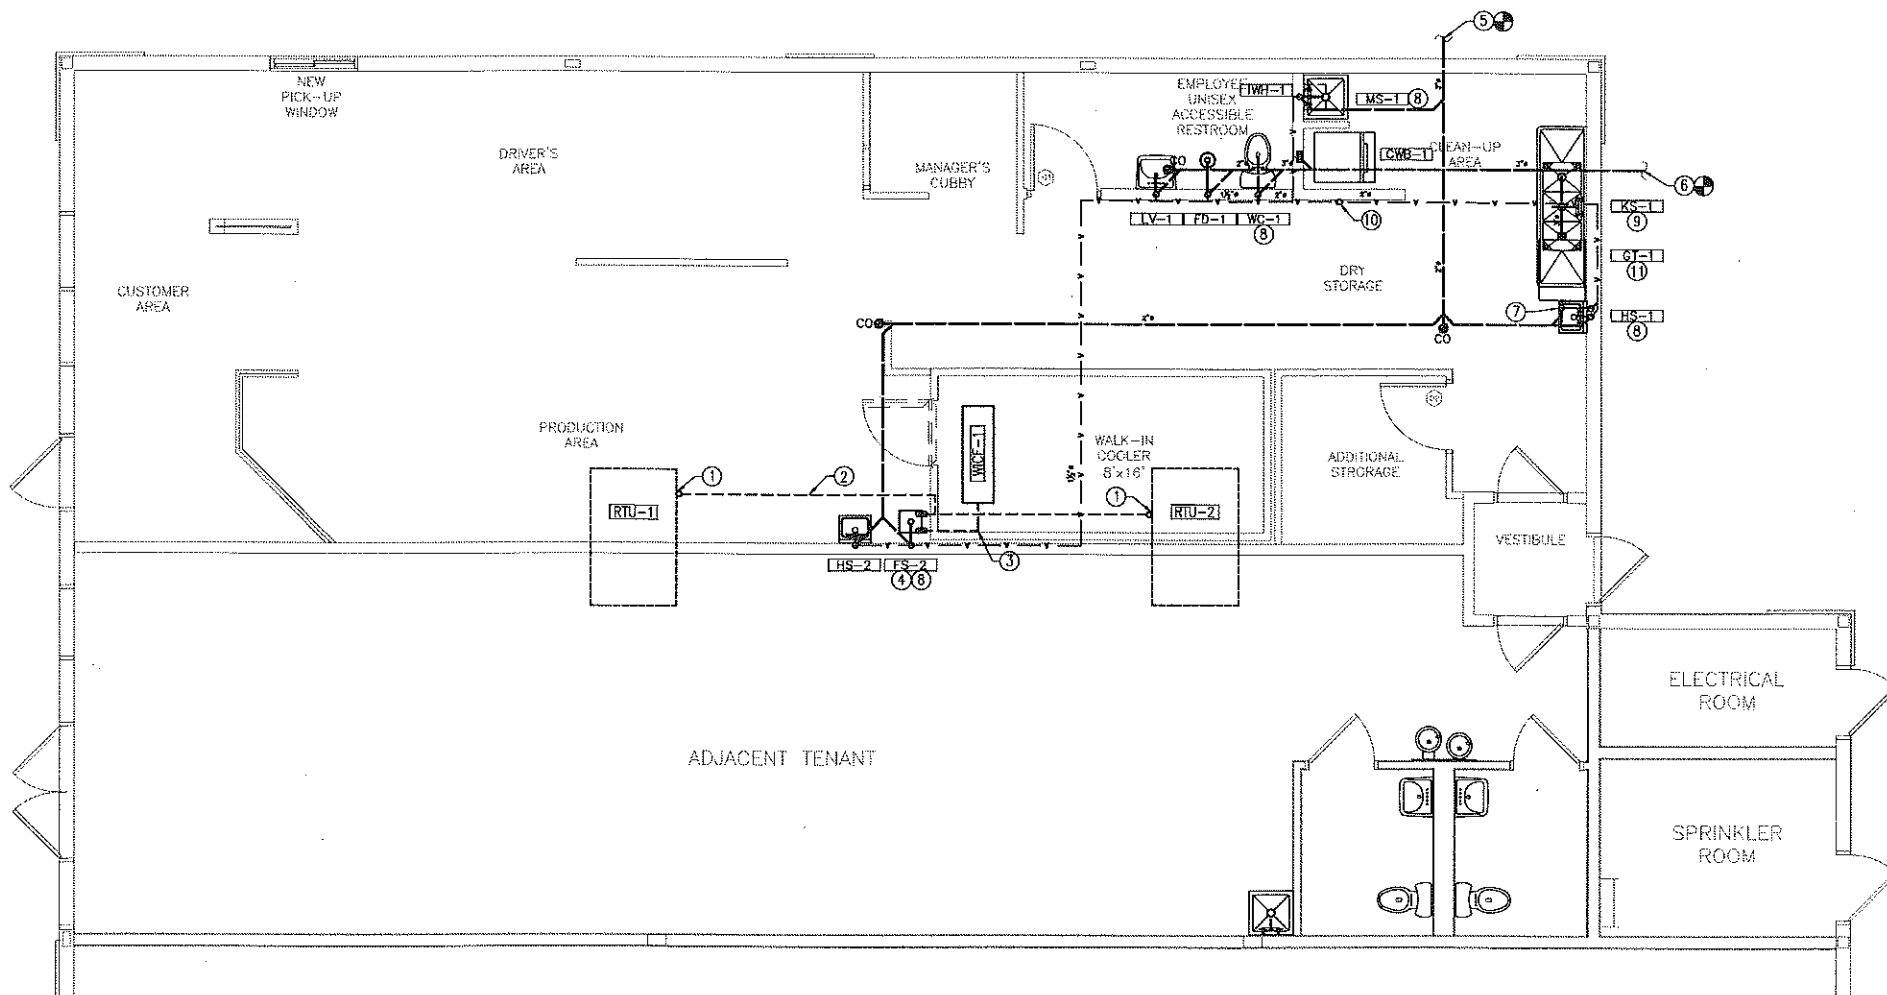 5
NEW
PICK-UP
WINDOW
EMPLOYEE
UNISEX
ACCESSIBLE
RESTROOM
MS-1
8
DRIVER'S
AREA
MANAGER'S
CUBBY
CO
CWB-1
CLEAN-UP
AREA
6
LV-1
FD-1
WC-1
8
10
KS-1
9
GT-1
11
DRY
STORAGE
CUSTOMER
AREA
7
HS-1
8
CO
2"ø
CO
PRODUCTION
AREA
WICF-1
WALK-IN
COOLER
8'x16'
1½"ø
ADDITIONAL
STRORAGE
1
2
1
RTU-1
RTU-2
VESTIBULE
HS-2
FS-2
4
8
3
ELECTRICAL
ROOM
ADJACENT TENANT
SPRINKLER
ROOM